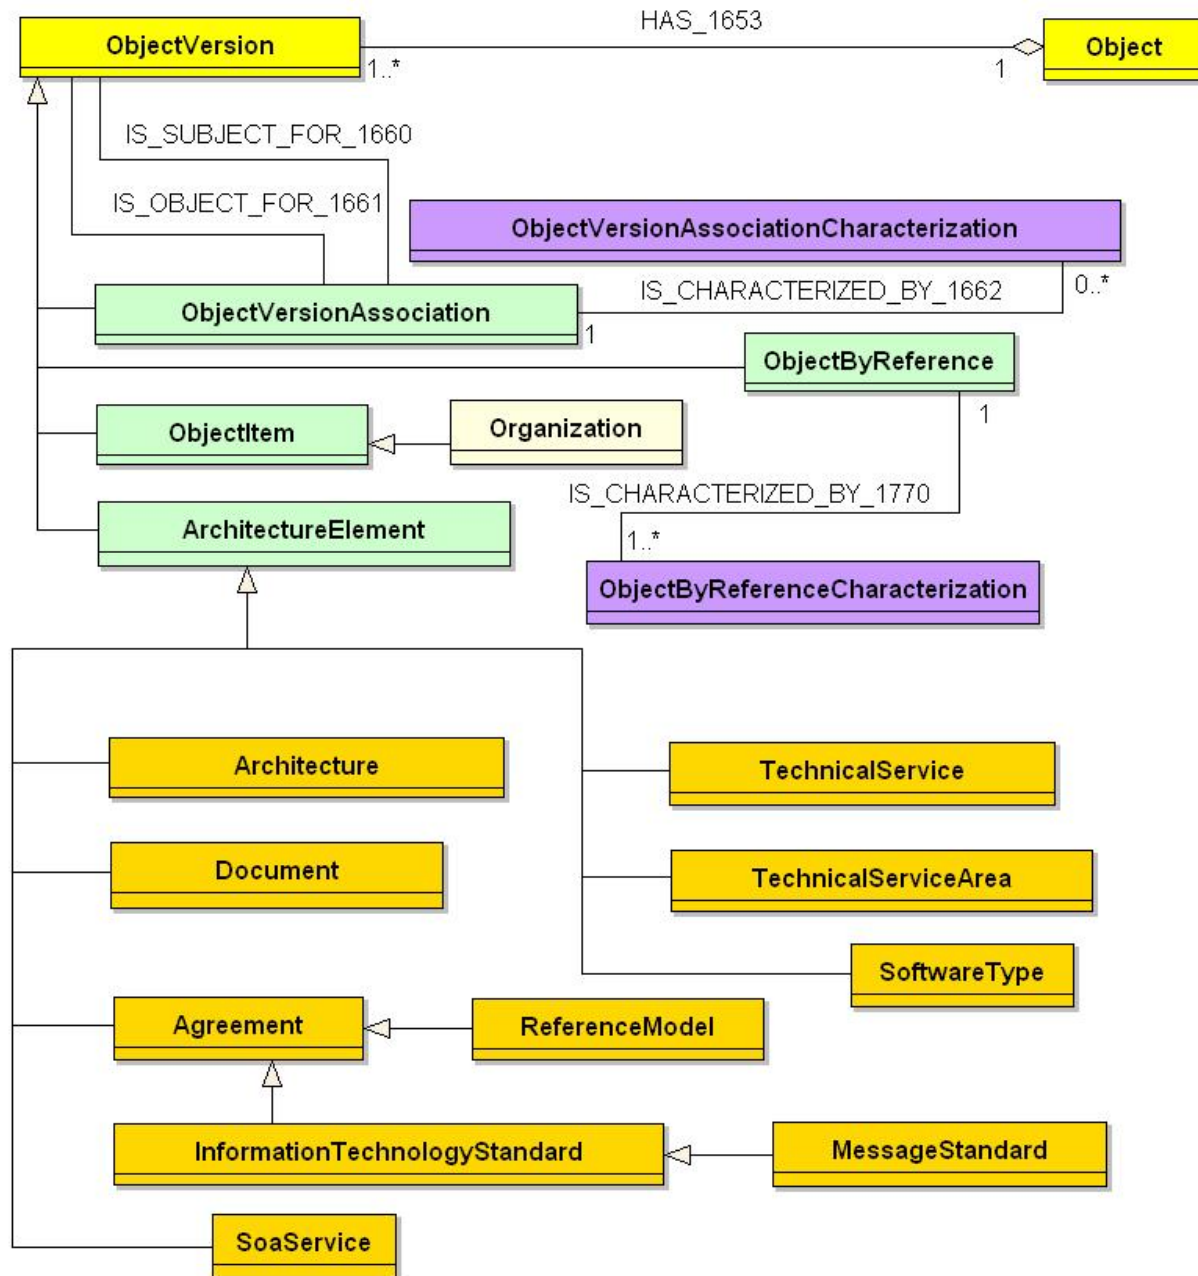 HAS_1653
ObjectVersion
Object
1..*
1
IS_SUBJECT_FOR_1660
IS_OBJECT_FOR_1661
ObjectVersionAssociationCharacterization
IS_CHARACTERIZED_BY_1662
0..*
ObjectVersionAssociation
1
ObjectByReference
1
ObjectItem
Organization
IS_CHARACTERIZED_BY_1770
ArchitectureElement
1..*
ObjectByReferenceCharacterization
Architecture
TechnicalService
Document
TechnicalServiceArea
SoftwareType
Agreement
ReferenceModel
InformationTechnologyStandard
MessageStandard
SoaService